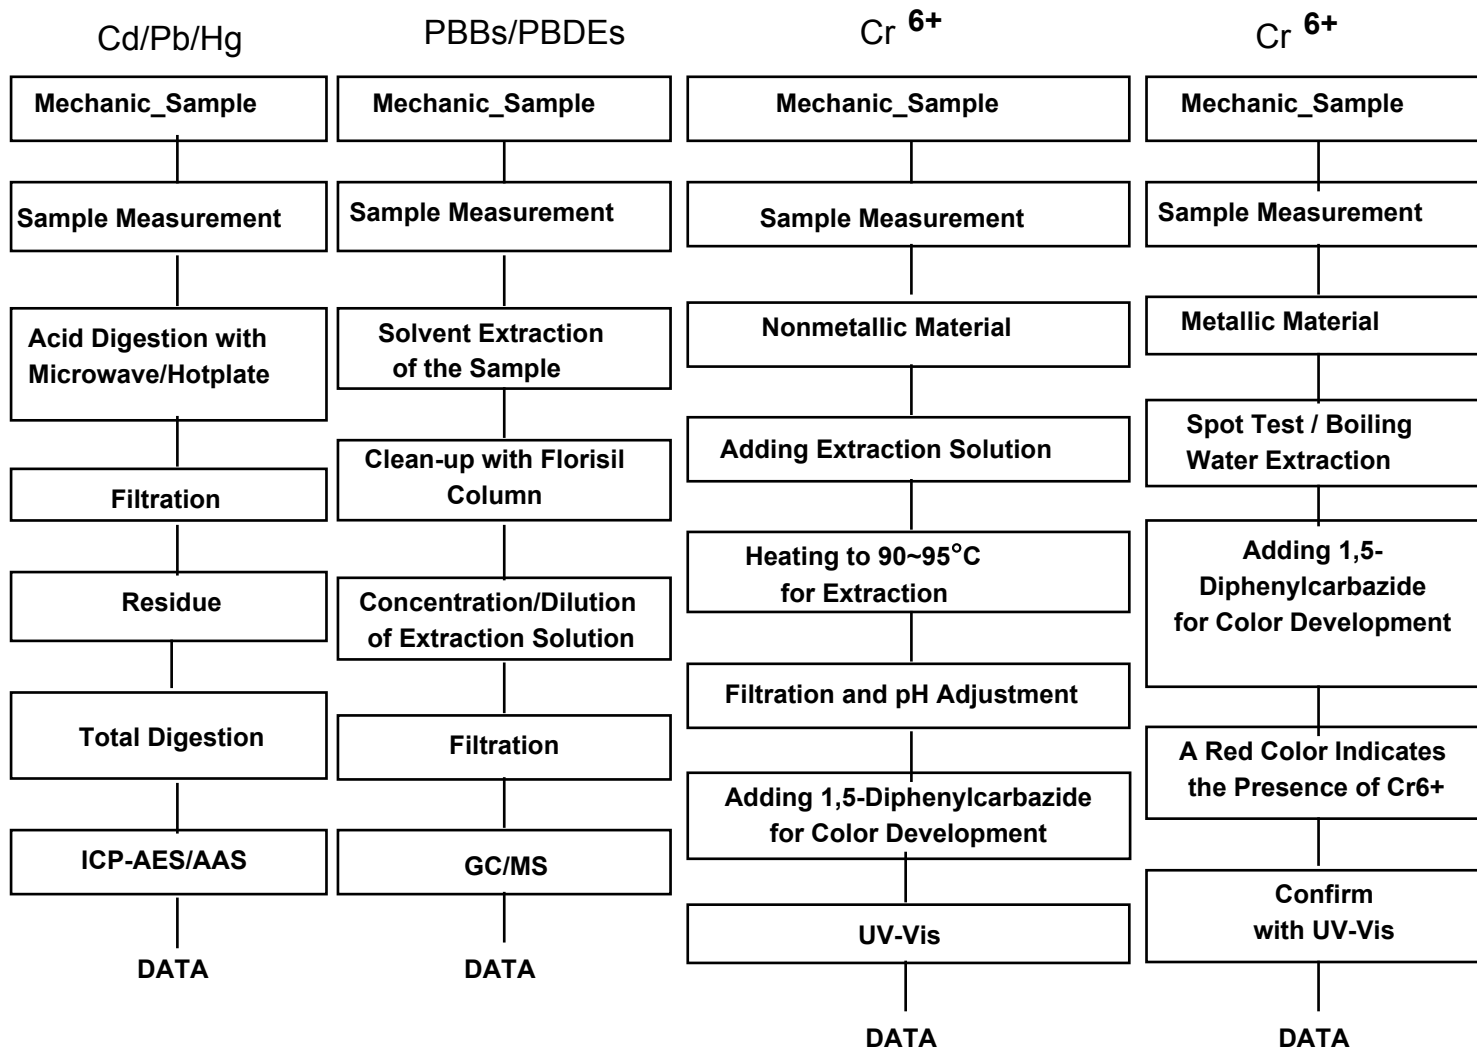 Cd/Pb/Hg
Mechanic_Sample
Sample Measurement
Acid Digestion with
Microwave/Hotplate
Filtration
Residue
Total Digestion
ICP-AES/AAS
DATA
PBBs/PBDEs
Mechanic_Sample
Sample Measurement
Solvent Extraction
of the Sample
Clean-up with Florisil
Column
Concentration/Dilution
of Extraction Solution
Filtration
GC/MS
DATA
Cr 6+
Mechanic_Sample
Sample Measurement
Nonmetallic Material
Adding Extraction Solution
Heating to 90~95°C
for Extraction
Filtration and pH Adjustment
Adding 1,5-Diphenylcarbazide
for Color Development
UV-Vis
DATA
Cr 6+
Mechanic_Sample
Sample Measurement
Metallic Material
Spot Test / Boiling
Water Extraction
Adding 1,5-
Diphenylcarbazide
for Color Development
A Red Color Indicates
the Presence of Cr6+
Confirm
with UV-Vis
DATA